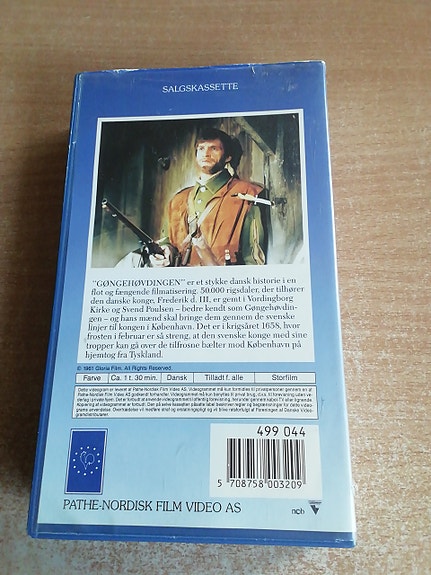 SALGSKASSETTE
"GØNGEHØVDINGEN" er et stykke dansk historie i en
flot og fængende filmatisering. 50.000 rigsdaler, der tilhører
den danske konge, Frederik d. III, er gemt i Vordingborg
Kirke og Svend Poulsen – bedre kendt som Gøngehøvdin-
gen – og hans mænd skal bringe dem gennem de svenske
linjer til kongen i København. Det er i krigsåret 1658, hvor
frosten i februar er så streng, at den svenske konge med sine
tropper kan gå over de tilfrosne bælter mod København på
hjemtog fra Tyskland.
© 1961 Gloria Film. All Rights Reserved.
Farve Ca. 1 t. 30 min. Dansk Tilladt f. alle Storfilm
499 044
5 708758 003209
PATHE-NORDISK FILM VIDEO AS
ncb